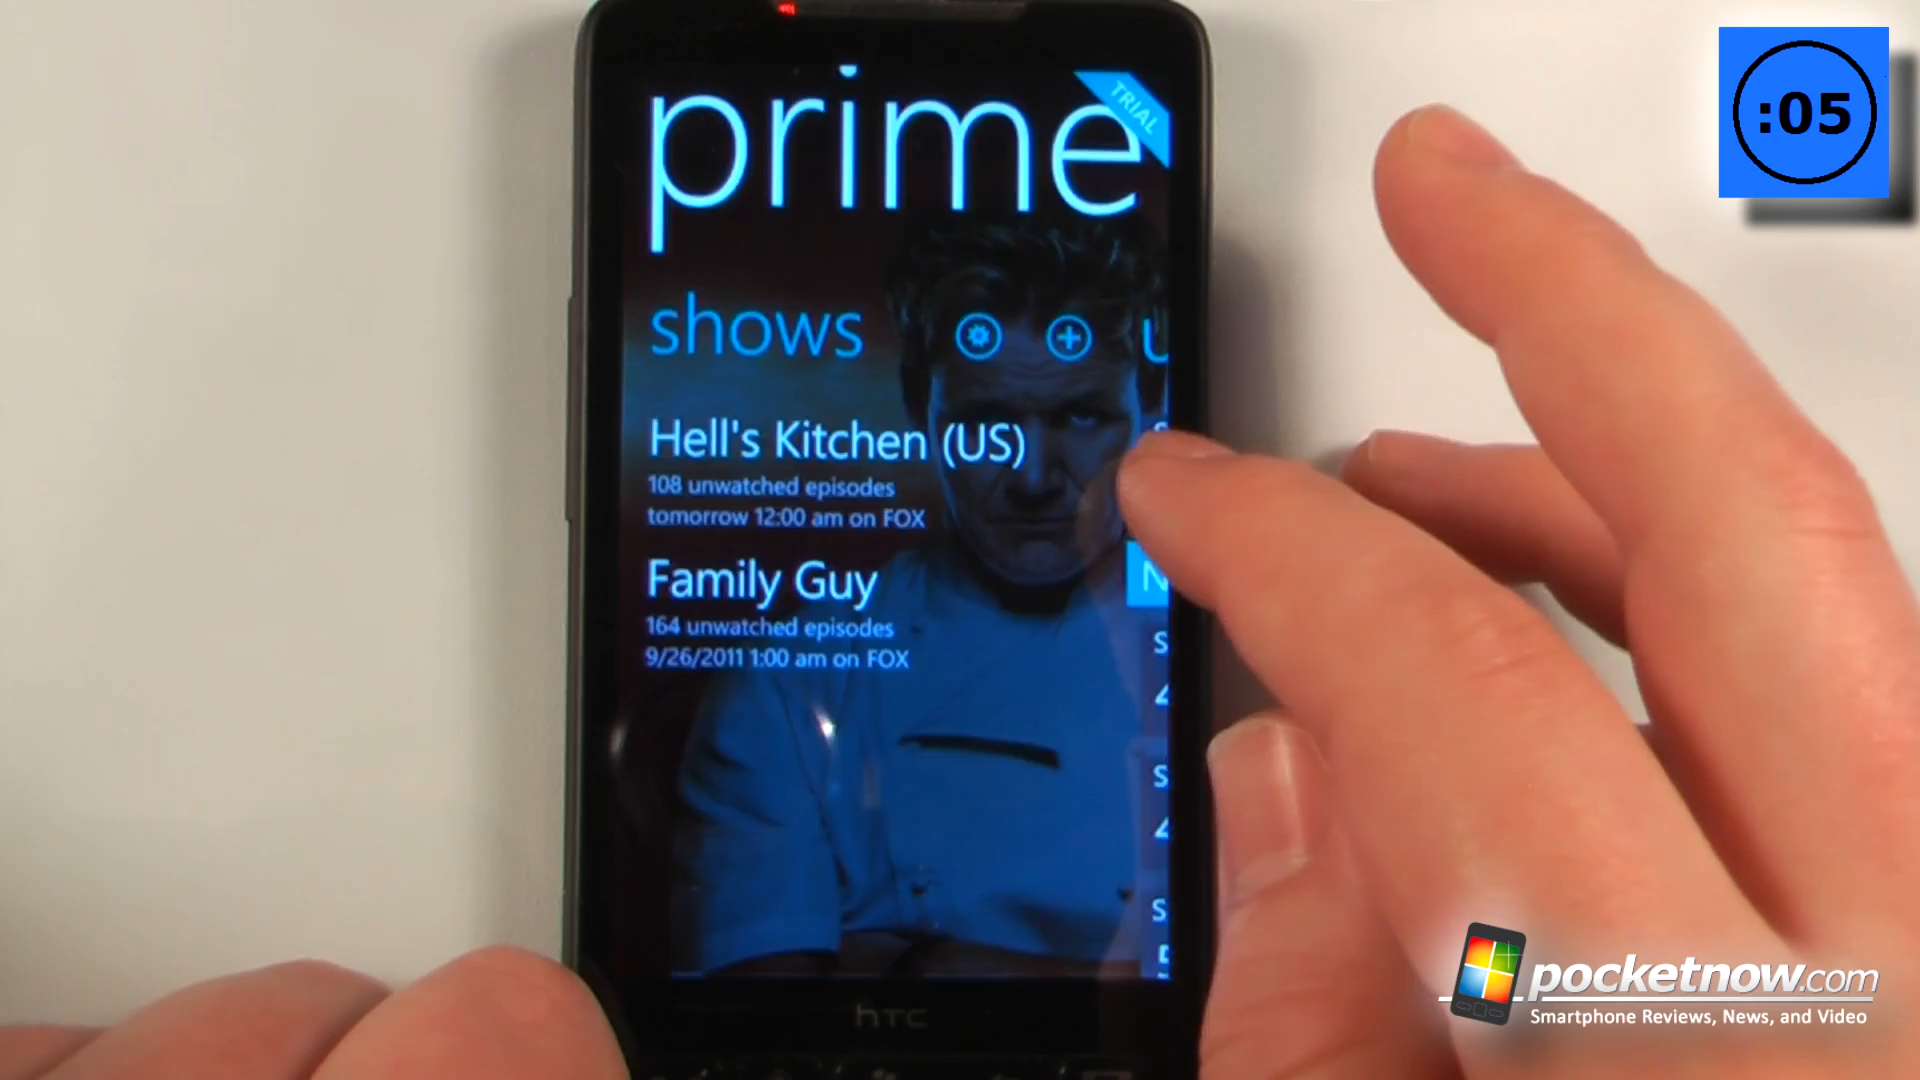 prime
TRIAL
:05
shows
Hell's Kitchen (US)
108 unwatched episodes
tomorrow 12:00 am on FOX
Family Guy
164 unwatched episodes
9/26/2011 1:00 am on FOX
hTC
pocketnow.com
Smartphone Reviews, News, and Video